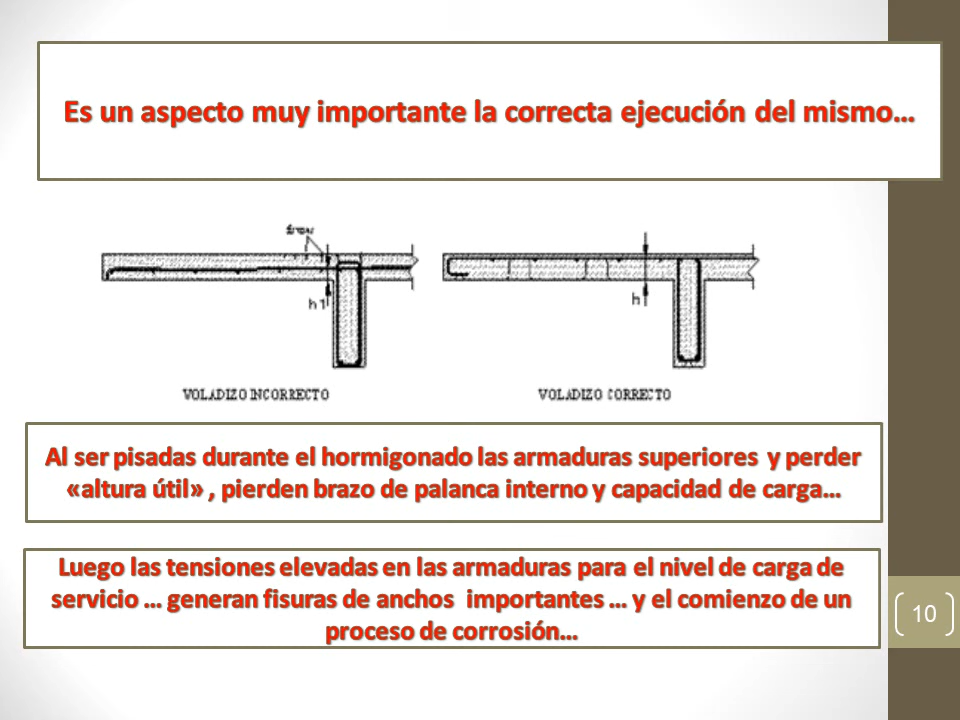 Es un aspecto muy importante la correcta ejecución del mismo…
h1
h
VOLADIZO INCORRECTO
VOLADIZO CORRECTO
Al ser pisadas durante el hormigonado las armaduras superiores y perder
«altura útil» , pierden brazo de palanca interno y capacidad de carga…
Luego las tensiones elevadas en las armaduras para el nivel de carga de
servicio … generan fisuras de anchos importantes … y el comienzo de un
proceso de corrosión…
10